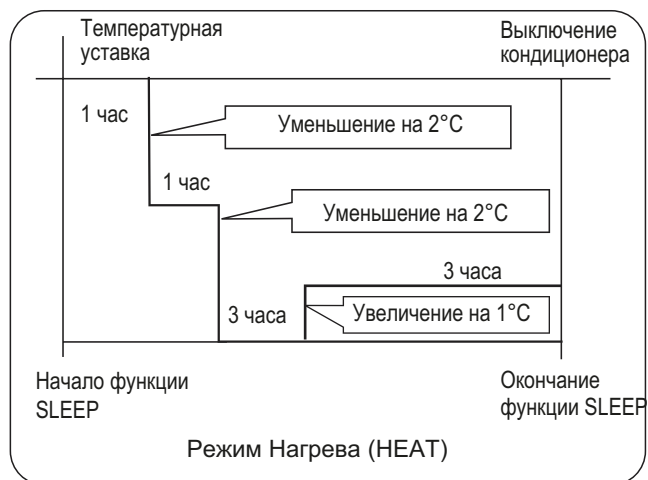 Температурная
уставка
Выключение
кондиционера
1 час
Уменьшение на 2°C
1 час
Уменьшение на 2°C
3 часа
3 часа
Увеличение на 1°C
Начало функции
SLEEP
Окончание
функции SLEEP
Режим Нагрева (HEAT)